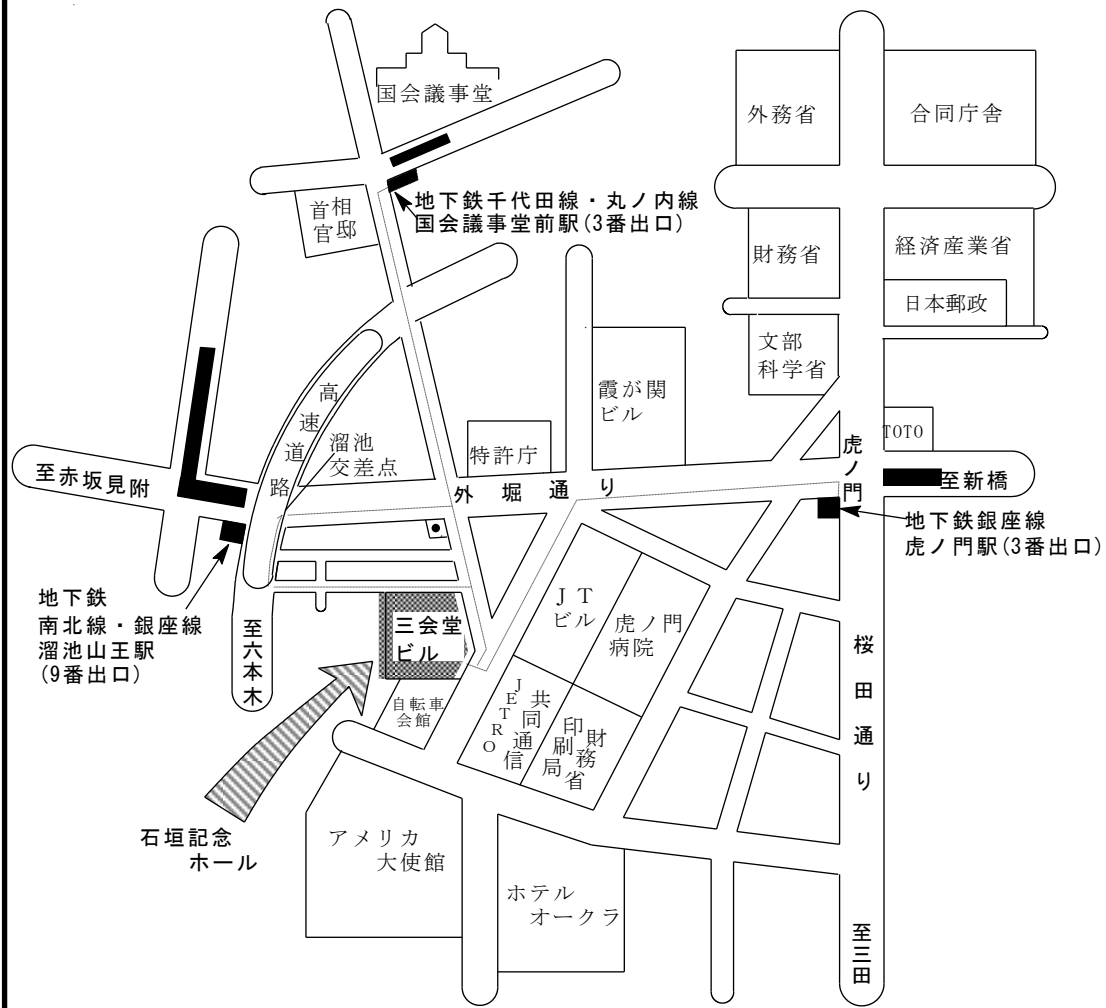 国会議事堂
外務省
合同庁舎
地下鉄千代田線・丸ノ内線
国会議事堂前駅(3番出口)
首相
官邸
財務省
経済産業省
日本郵政
文部
科学省
霞が関
ビル
高速道路
溜池
交差点
特許庁
虎ノ門
TOTO
至赤坂見附
外堀通り
至新橋
地下鉄銀座線
虎ノ門駅(3番出口)
地下鉄
南北線・銀座線
溜池山王駅
(9番出口)
至六本木
三会堂
ビル
JT
ビル
虎ノ門
病院
桜田通り
自転車
会館
JETRO
共同通信
財務省
印刷局
石垣記念
ホール
アメリカ
大使館
ホテル
オークラ
至三田